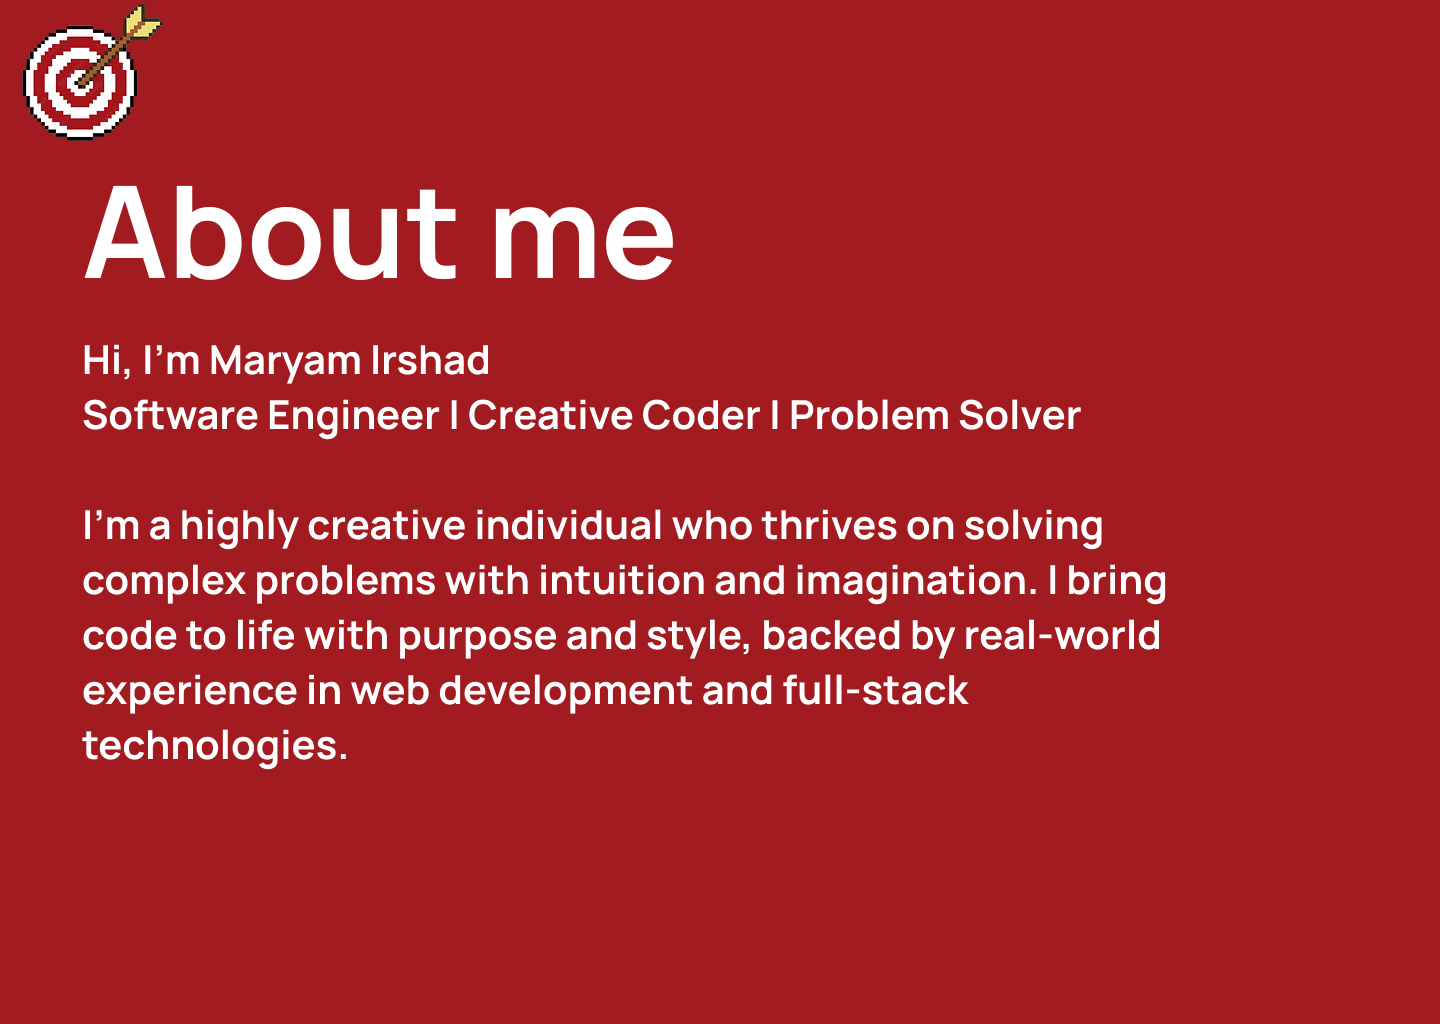 About me
Hi, I’m Maryam Irshad
Software Engineer | Creative Coder | Problem Solver
I’m a highly creative individual who thrives on solving
complex problems with intuition and imagination. I bring
code to life with purpose and style, backed by real-world
experience in web development and full-stack
technologies.